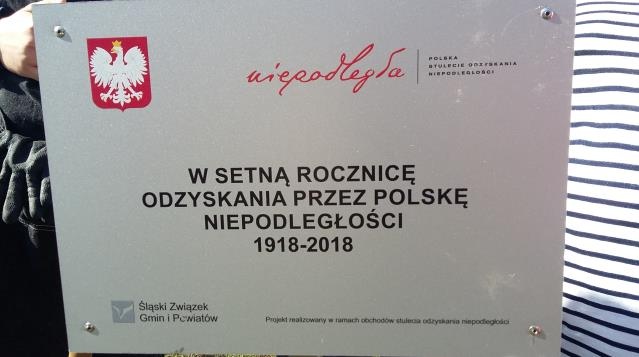 niepodległa
POLSKA
STULECIE ODZYSKANIA
NIEPODLEGŁOŚCI
W SETNĄ ROCZNICĘ
ODZYSKANIA PRZEZ POLSKĘ
NIEPODLEGŁOŚCI
1918-2018
Śląski Związek
Gmin i Powiatów
Projekt realizowany w ramach obchodów stulecia odzyskania niepodległości